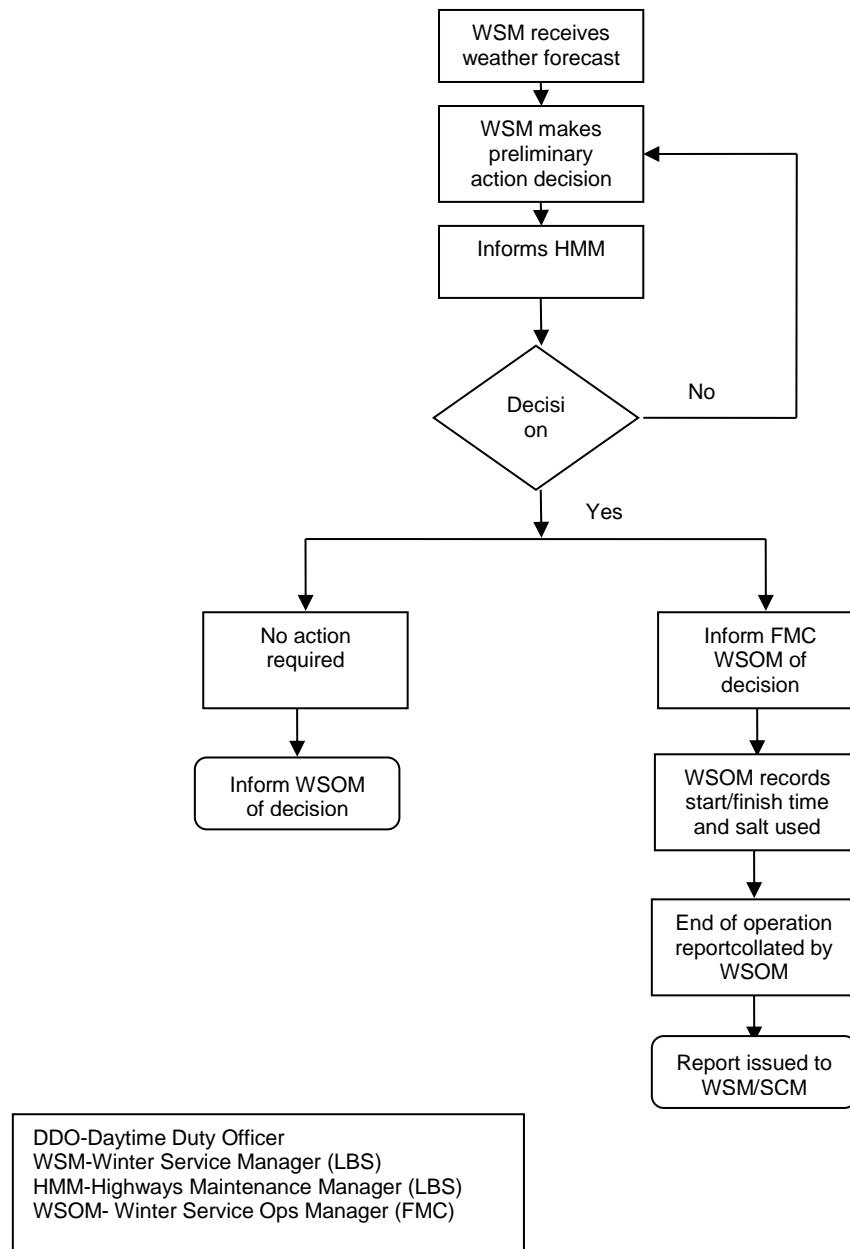 WSM receives
weather forecast
WSM makes
preliminary
action decision
Informs HMM
Decisi
on
No
Yes
No action
required
Inform WSOM
of decision
Inform FMC
WSOM of
decision
WSOM records
start/finish time
and salt used
End of operation
reportcollated by
WSOM
Report issued to
WSM/SCM
DDO-Daytime Duty Officer
WSM-Winter Service Manager (LBS)
HMM-Highways Maintenance Manager (LBS)
WSOM- Winter Service Ops Manager (FMC)